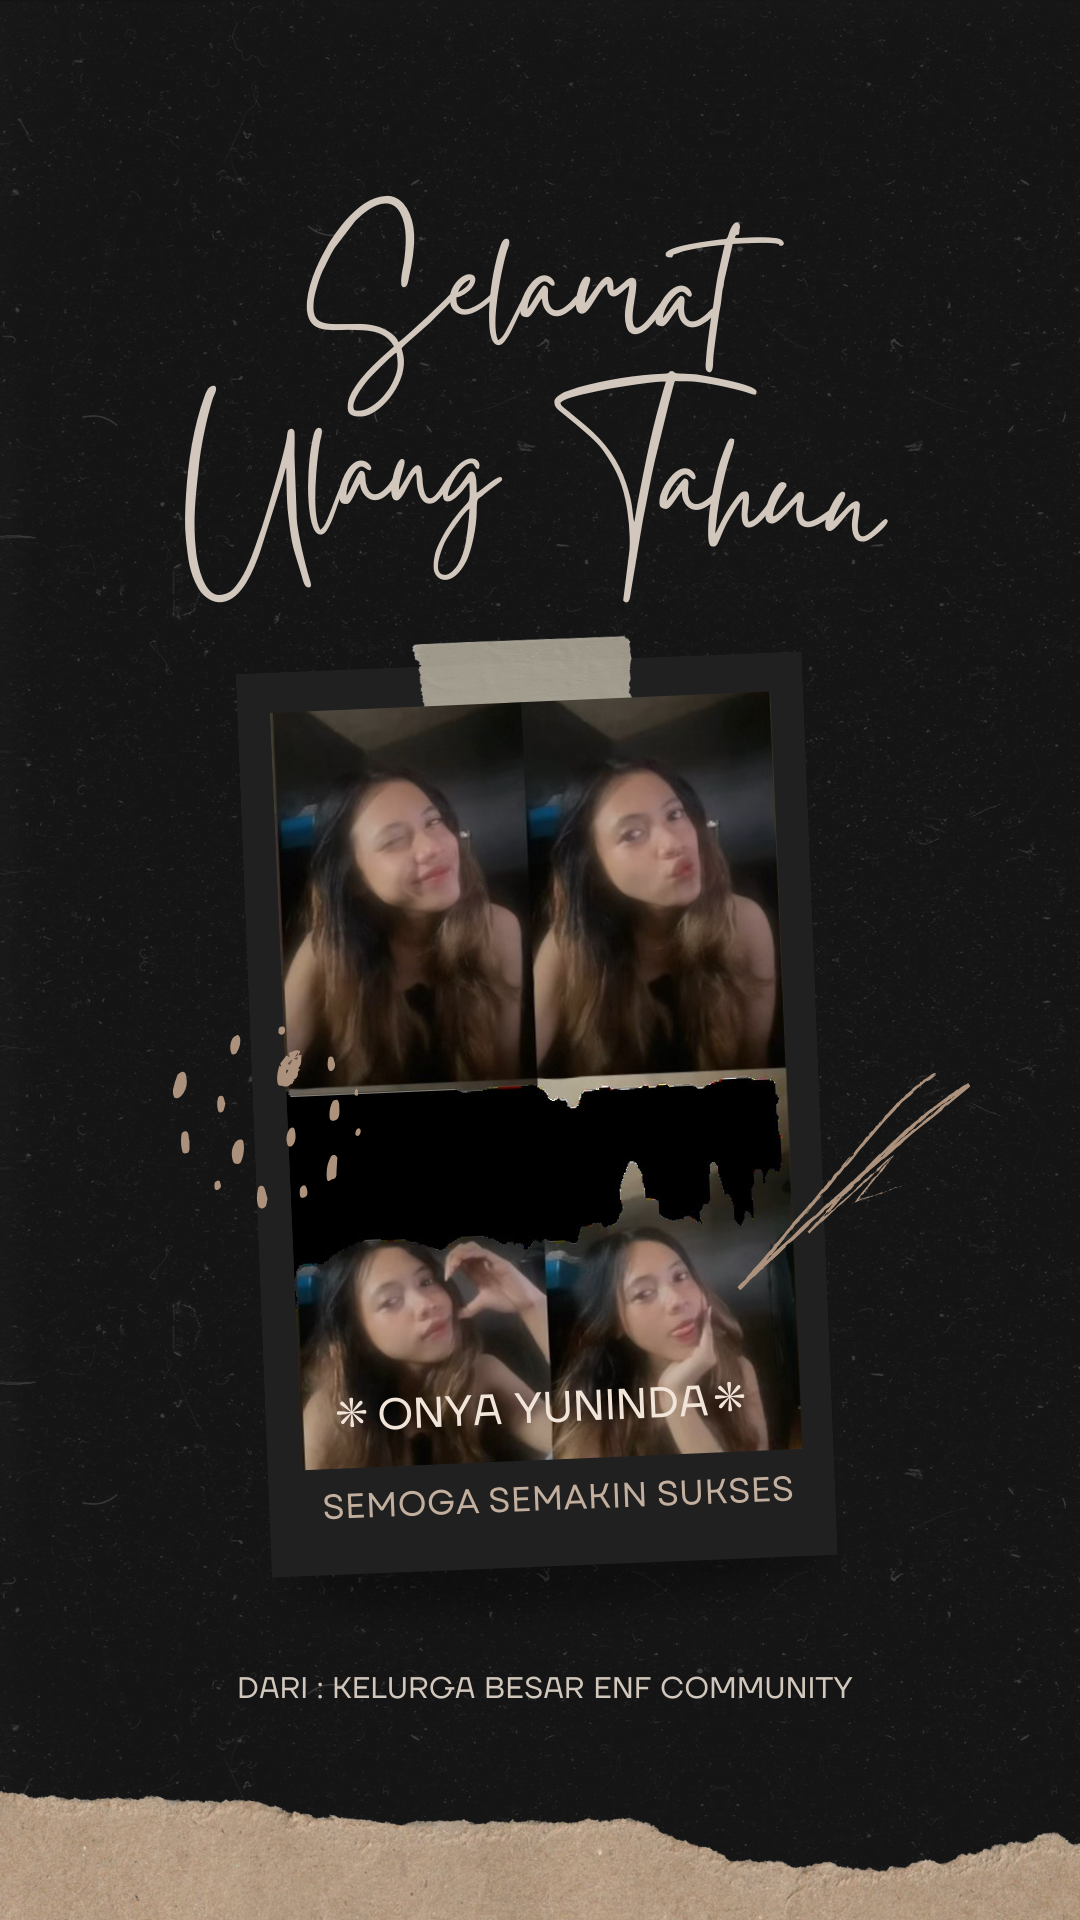 Selamat
Ulang Tahun
ONYA YUNINDA
SEMOGA SEMAKIN SUKSES
DARI : KELURGA BESAR ENF COMMUNITY